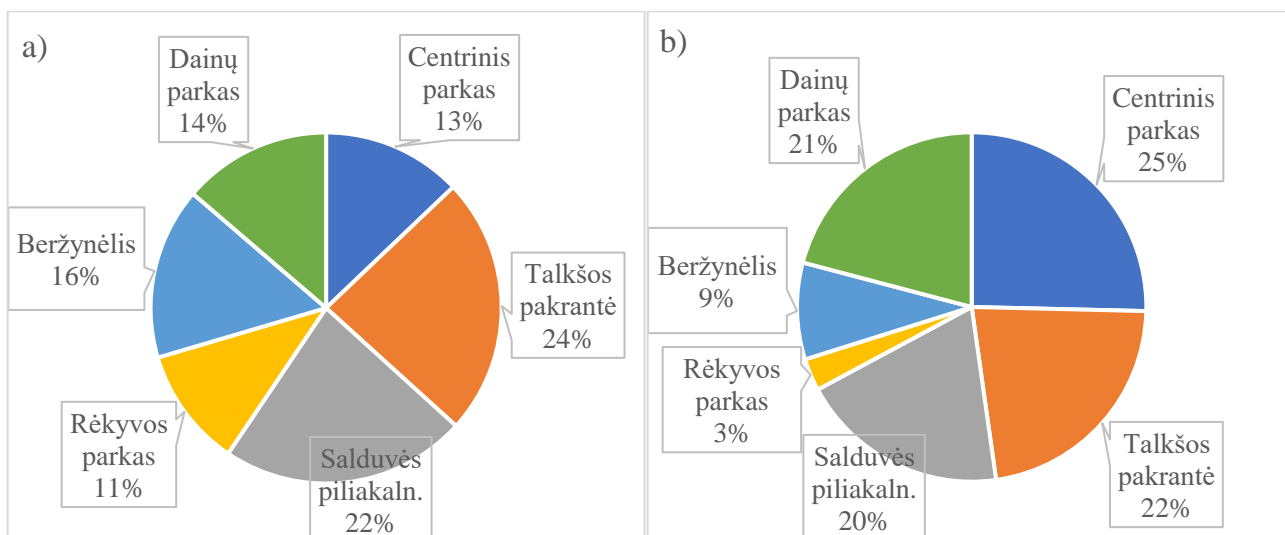 a)
Dainų
parkas
14%
Centrinis
parkas
13%
Beržynėlis
16%
Talkšos
pakrantė
24%
Rėkyvos
parkas
11%
Salduvės
piliakaln.
22%
b)
Dainų
parkas
21%
Centrinis
parkas
25%
Beržynėlis
9%
Rėkyvos
parkas
3%
Salduvės
piliakaln.
20%
Talkšos
pakrantė
22%